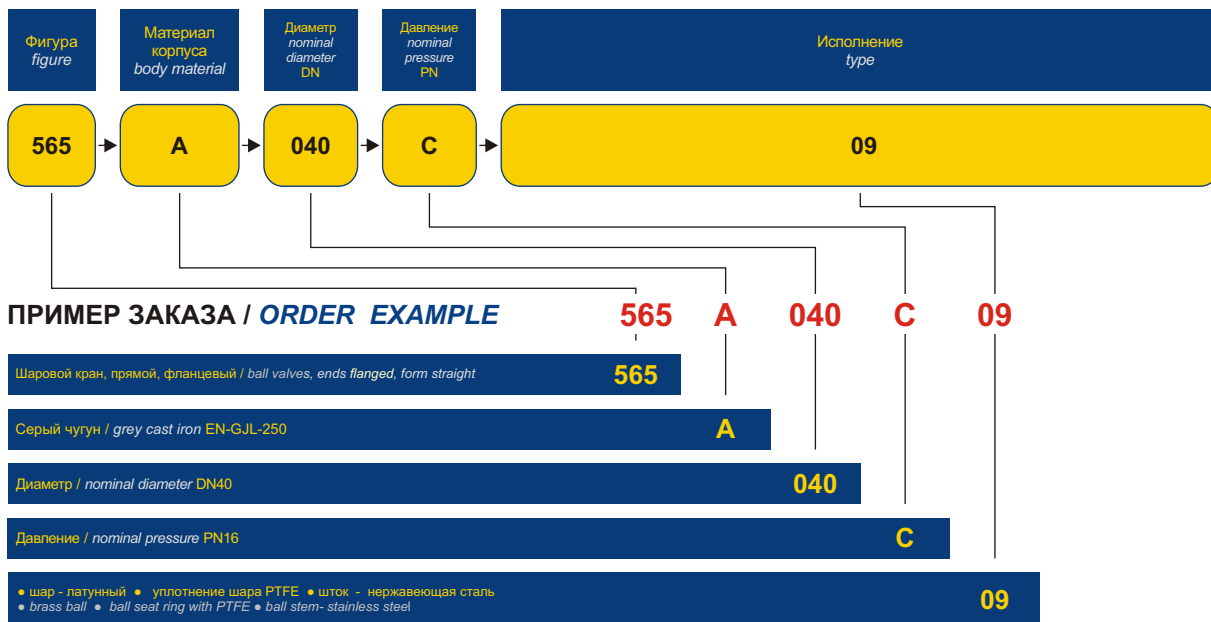 Фигура
figure
Материал
корпуса
body material
Диаметр
nominal
diameter
DN
Давление
nominal
pressure
PN
Исполнение
type
565
A
040
C
09
ПРИМЕР ЗАКАЗА / ORDER EXAMPLE 565 A 040 C 09
Шаровой кран, прямой, фланцевый / ball valves, ends flanged, form straight 565
Серый чугун / grey cast iron EN-GJL-250 A
Диаметр / nominal diameter DN40 040
Давление / nominal pressure PN16 C
● шар - латунный ● уплотнение шара PTFE ● шток - нержавеющая сталь
● brass ball ● ball seat ring with PTFE ● ball stem- stainless steel
09